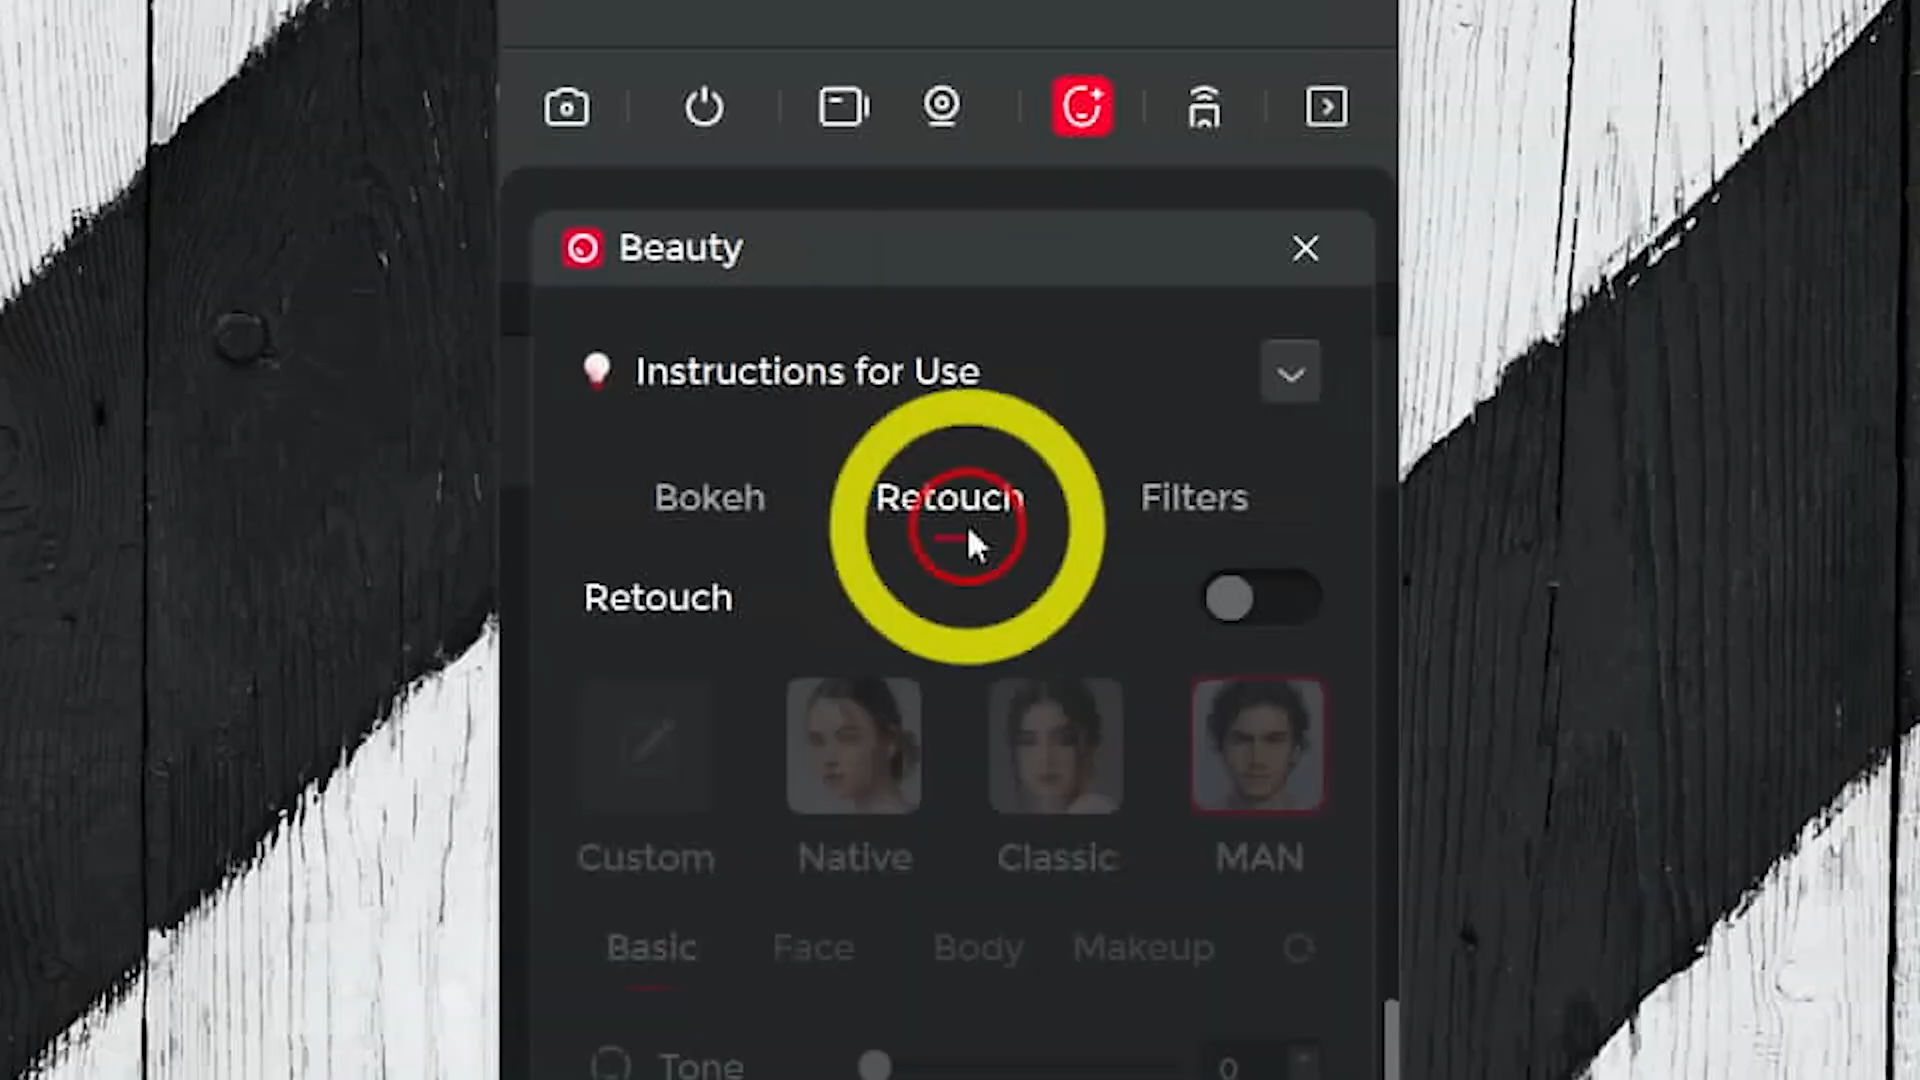 Beauty
Instructions for Use
Bokeh Retouch Filters
Retouch
Custom Native Classic MAN
Basic Face Body Makeup
Tone 0